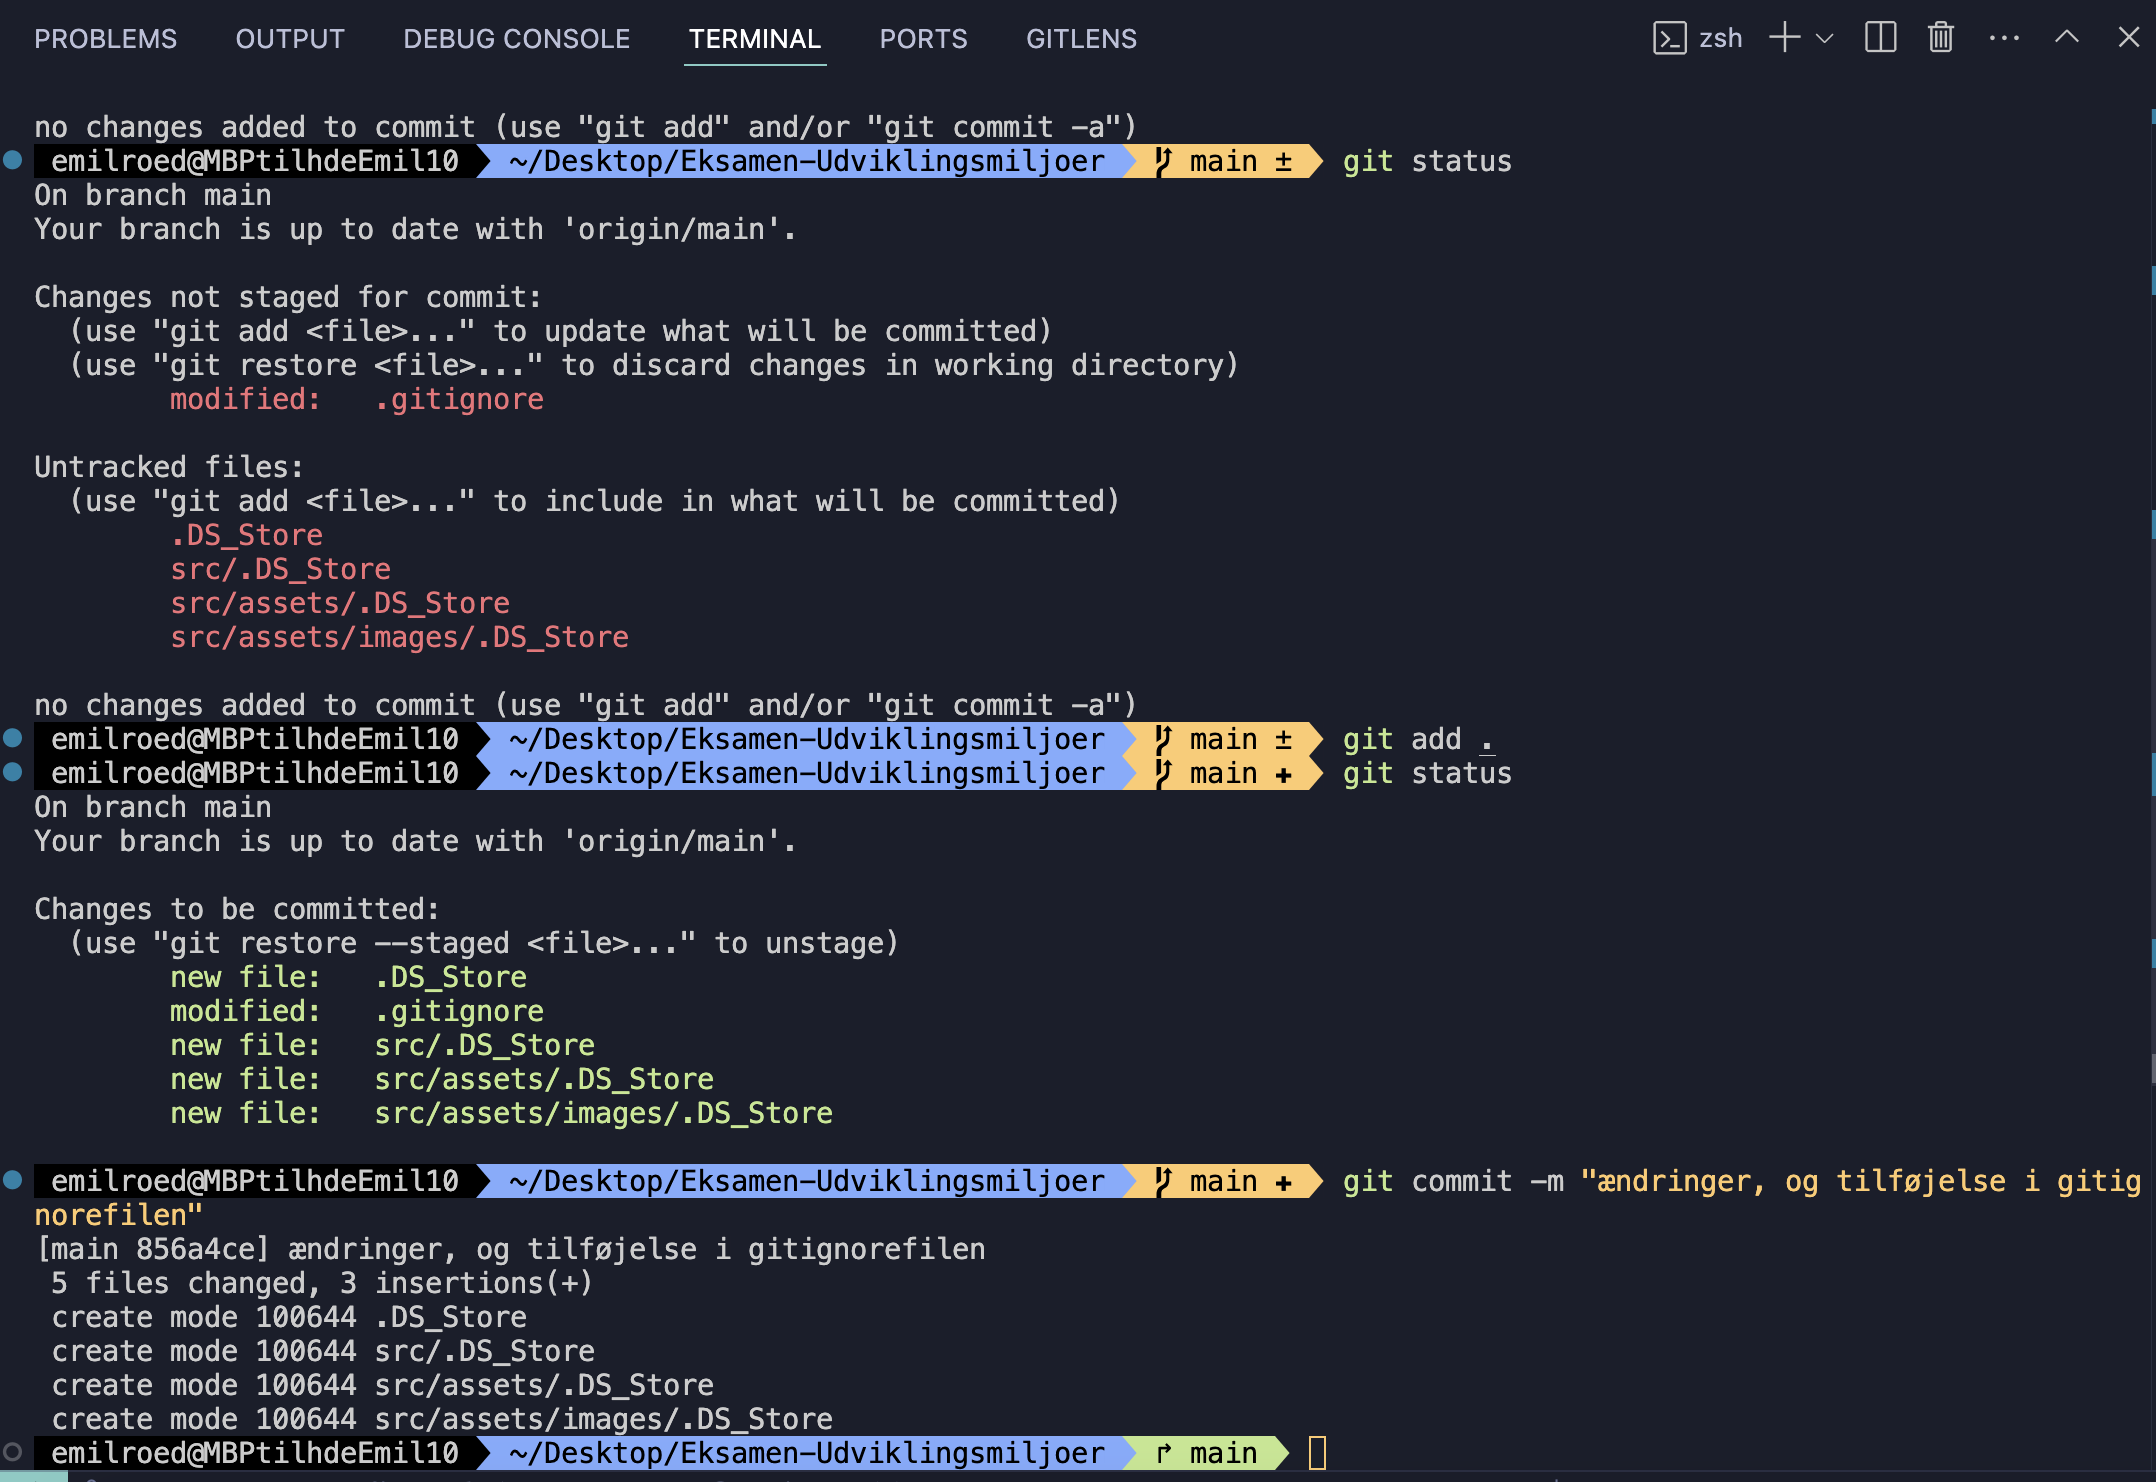 PROBLEMS OUTPUT DEBUG CONSOLE TERMINAL PORTS GITLENS zsh
no changes added to commit (use "git add" and/or "git commit -a")
emilroed@MBPtilhdeEmil10 ~/Desktop/Eksamen-Udviklingsmiljoer main ± git status
On branch main
Your branch is up to date with 'origin/main'.
Changes not staged for commit:
(use "git add <file>..." to update what will be committed)
(use "git restore <file>..." to discard changes in working directory)
modified: .gitignore
Untracked files:
(use "git add <file>..." to include in what will be committed)
.DS_Store
src/.DS_Store
src/assets/.DS_Store
src/assets/images/.DS_Store
no changes added to commit (use "git add" and/or "git commit -a")
emilroed@MBPtilhdeEmil10 ~/Desktop/Eksamen-Udviklingsmiljoer main ± git add .
emilroed@MBPtilhdeEmil10 ~/Desktop/Eksamen-Udviklingsmiljoer main ✚ git status
On branch main
Your branch is up to date with 'origin/main'.
Changes to be committed:
(use "git restore --staged <file>..." to unstage)
new file: .DS_Store
modified: .gitignore
new file: src/.DS_Store
new file: src/assets/.DS_Store
new file: src/assets/images/.DS_Store
emilroed@MBPtilhdeEmil10 ~/Desktop/Eksamen-Udviklingsmiljoer main ✚ git commit -m "ændringer, og tilføjelse i gitig
norefilen"
[main 856a4ce] ændringer, og tilføjelse i gitignorefilen
5 files changed, 3 insertions(+)
create mode 100644 .DS_Store
create mode 100644 src/.DS_Store
create mode 100644 src/assets/.DS_Store
create mode 100644 src/assets/images/.DS_Store
emilroed@MBPtilhdeEmil10 ~/Desktop/Eksamen-Udviklingsmiljoer ↱ main